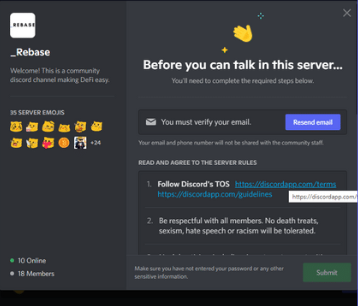 _REBASE
_Rebase
Welcome! This is a community
discord channel making DeFi easy.
35 SERVER EMOJIS
+24
10 Online
18 Members
Before you can talk in this server...
You'll need to complete the required steps below.
You must verify your email.
Resend email
Your email and phone number will not be shared with the community staff.
READ AND AGREE TO THE SERVER RULES
1. Follow Discord's TOS https://discordapp.com/terms
https://discordapp.com/guidelines
https://discordapp.com/
2. Be respectful with all members. No death treats,
sexism, hate speech or racism will be tolerated.
Make sure you have not entered your password or any other
sensitive information.
Submit